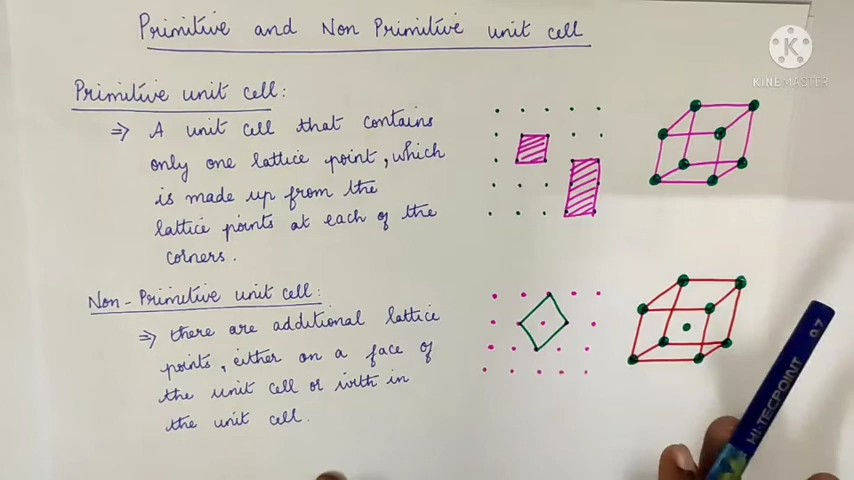 Primitive and Non Primitive unit cell
K
KINEMASTER
Primitive unit cell:
⇒ A unit cell that contains
only one lattice point, which
is made up from the
lattice points at each of the
corners.
Non-Primitive unit cell:
⇒ there are additional lattice
points, either on a face of
the unit cell or with in
the unit cell.
HI-TECPOINT 0.7